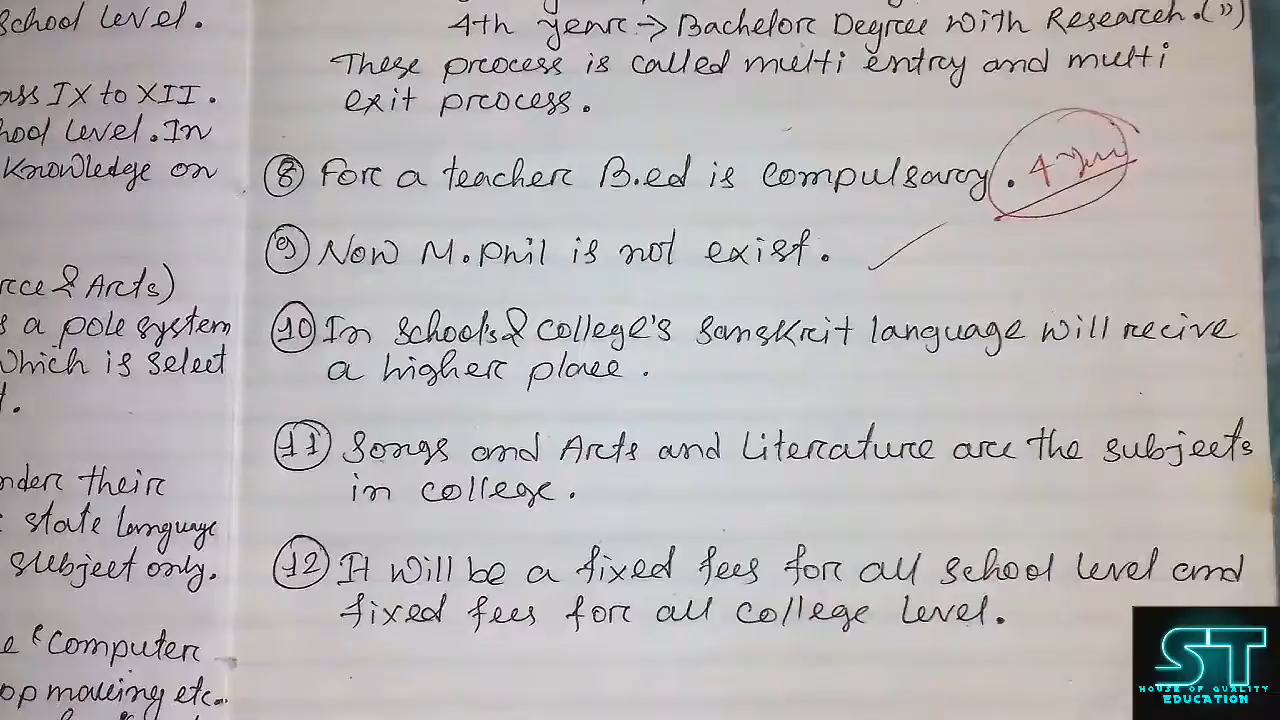 school level.
ass IX to XII.
hool level. In
knowledge on
rce & Arts)
s a pole system
which is select
t.
nder their
state language
subject only.
e "Computer
op making etc..
4th year → Bachelor Degree with Research. (")
These process is called multi entry and multi
exit process.
(8) For a teacher B.ed is compulsary. 4 year
(9) Now M.phil is not exist.
(10) In school's & college's sanskrit language will recive
a higher place.
(11) Songs and Arts and Literature are the subjects
in college.
(12) It will be a fixed fees for all school level and
fixed fees for all college level.
ST
HOUSE OF QUALITY
EDUCATION